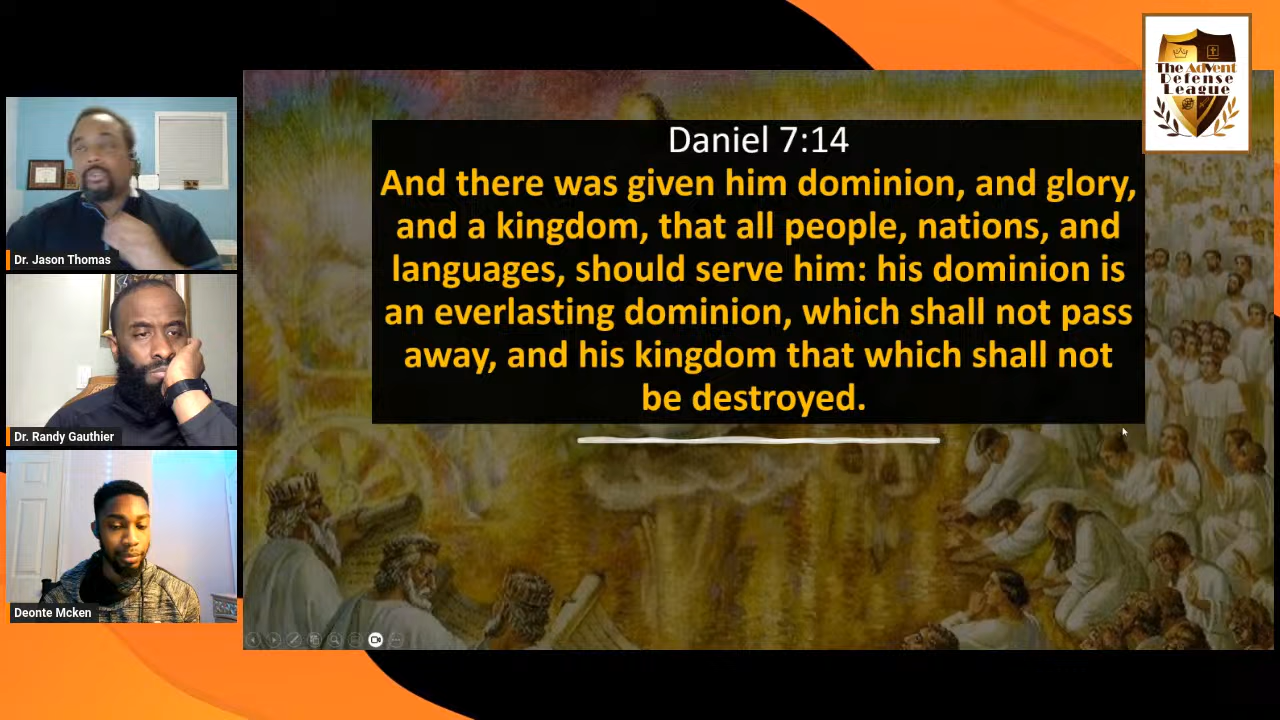 The Advent
Defense
League
Daniel 7:14
And there was given him dominion, and glory,
and a kingdom, that all people, nations, and
languages, should serve him: his dominion is
an everlasting dominion, which shall not pass
away, and his kingdom that which shall not
be destroyed.
Dr. Jason Thomas
Dr. Randy Gauthier
Deonte Mcken